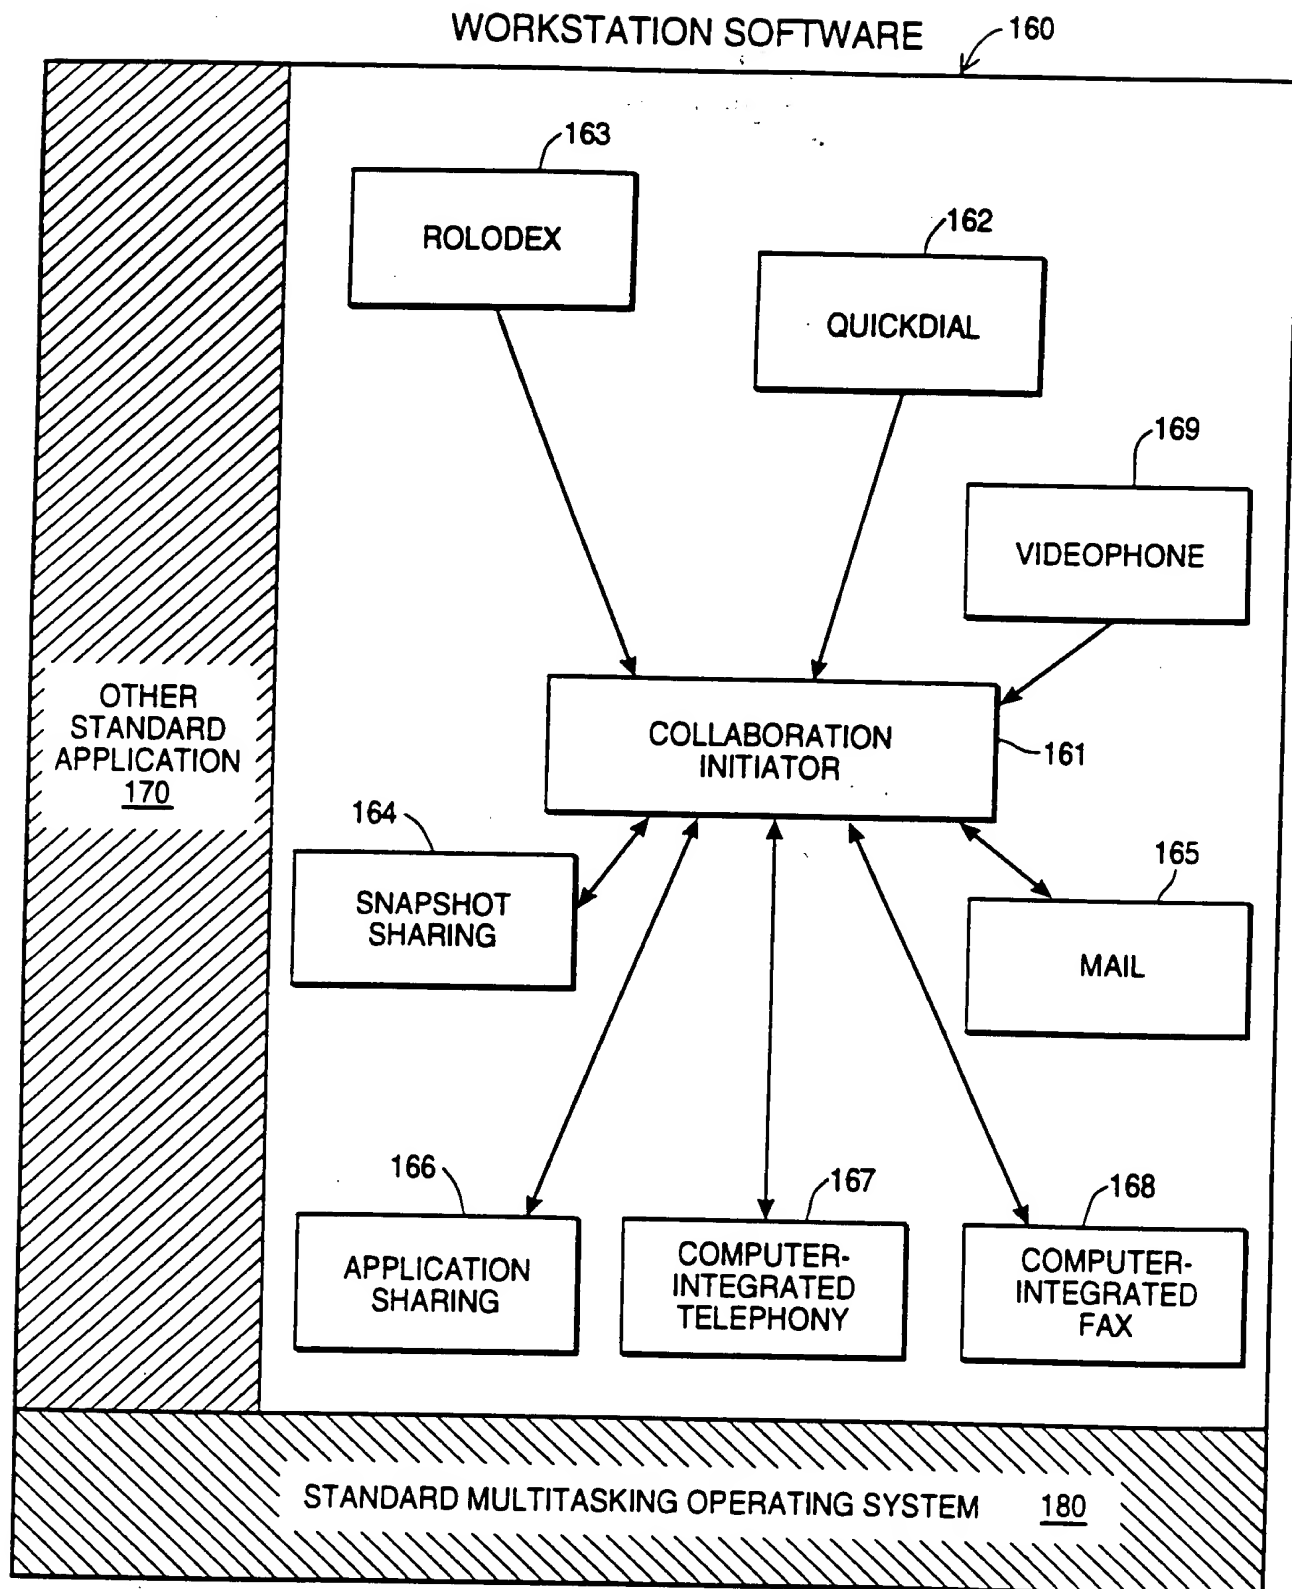 WORKSTATION SOFTWARE
160
163
ROLODEX
162
QUICKDIAL
169
VIDEOPHONE
COLLABORATION
INITIATOR
161
OTHER
STANDARD
APPLICATION
170
164
SNAPSHOT
SHARING
165
MAIL
166
APPLICATION
SHARING
167
COMPUTER-
INTEGRATED
TELEPHONY
168
COMPUTER-
INTEGRATED
FAX
STANDARD MULTITASKING OPERATING SYSTEM 180